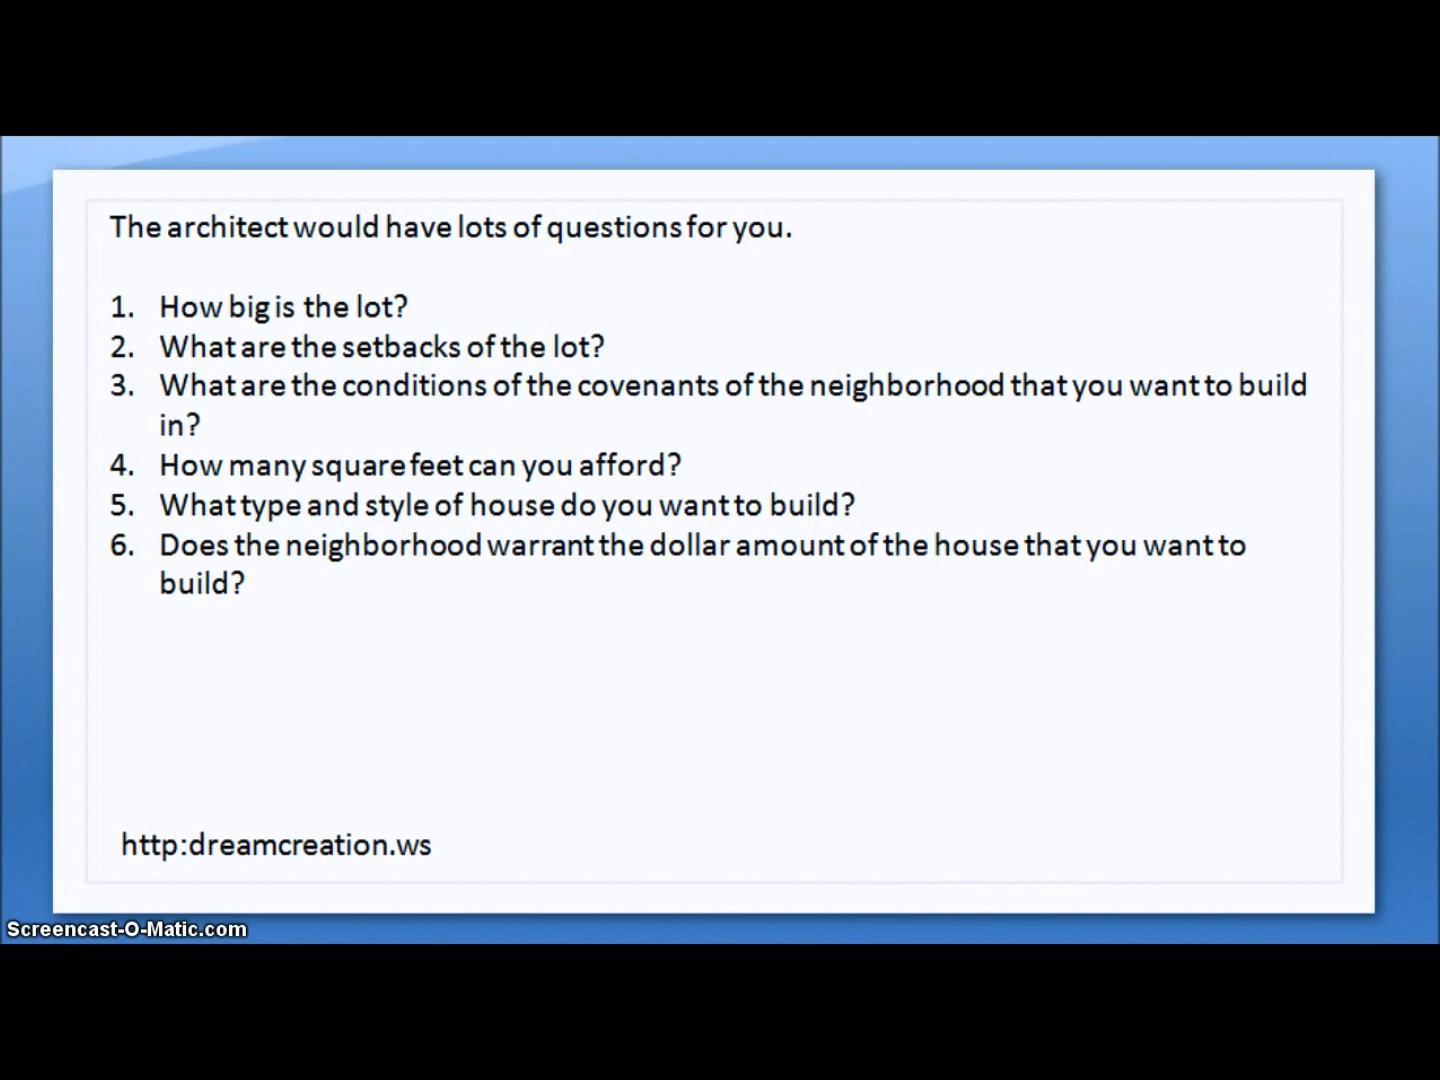 The architect would have lots of questions for you.
1. How big is the lot?
2. What are the setbacks of the lot?
3. What are the conditions of the covenants of the neighborhood that you want to build
in?
4. How many square feet can you afford?
5. What type and style of house do you want to build?
6. Does the neighborhood warrant the dollar amount of the house that you want to
build?
http:dreamcreation.ws
Screencast-O-Matic.com